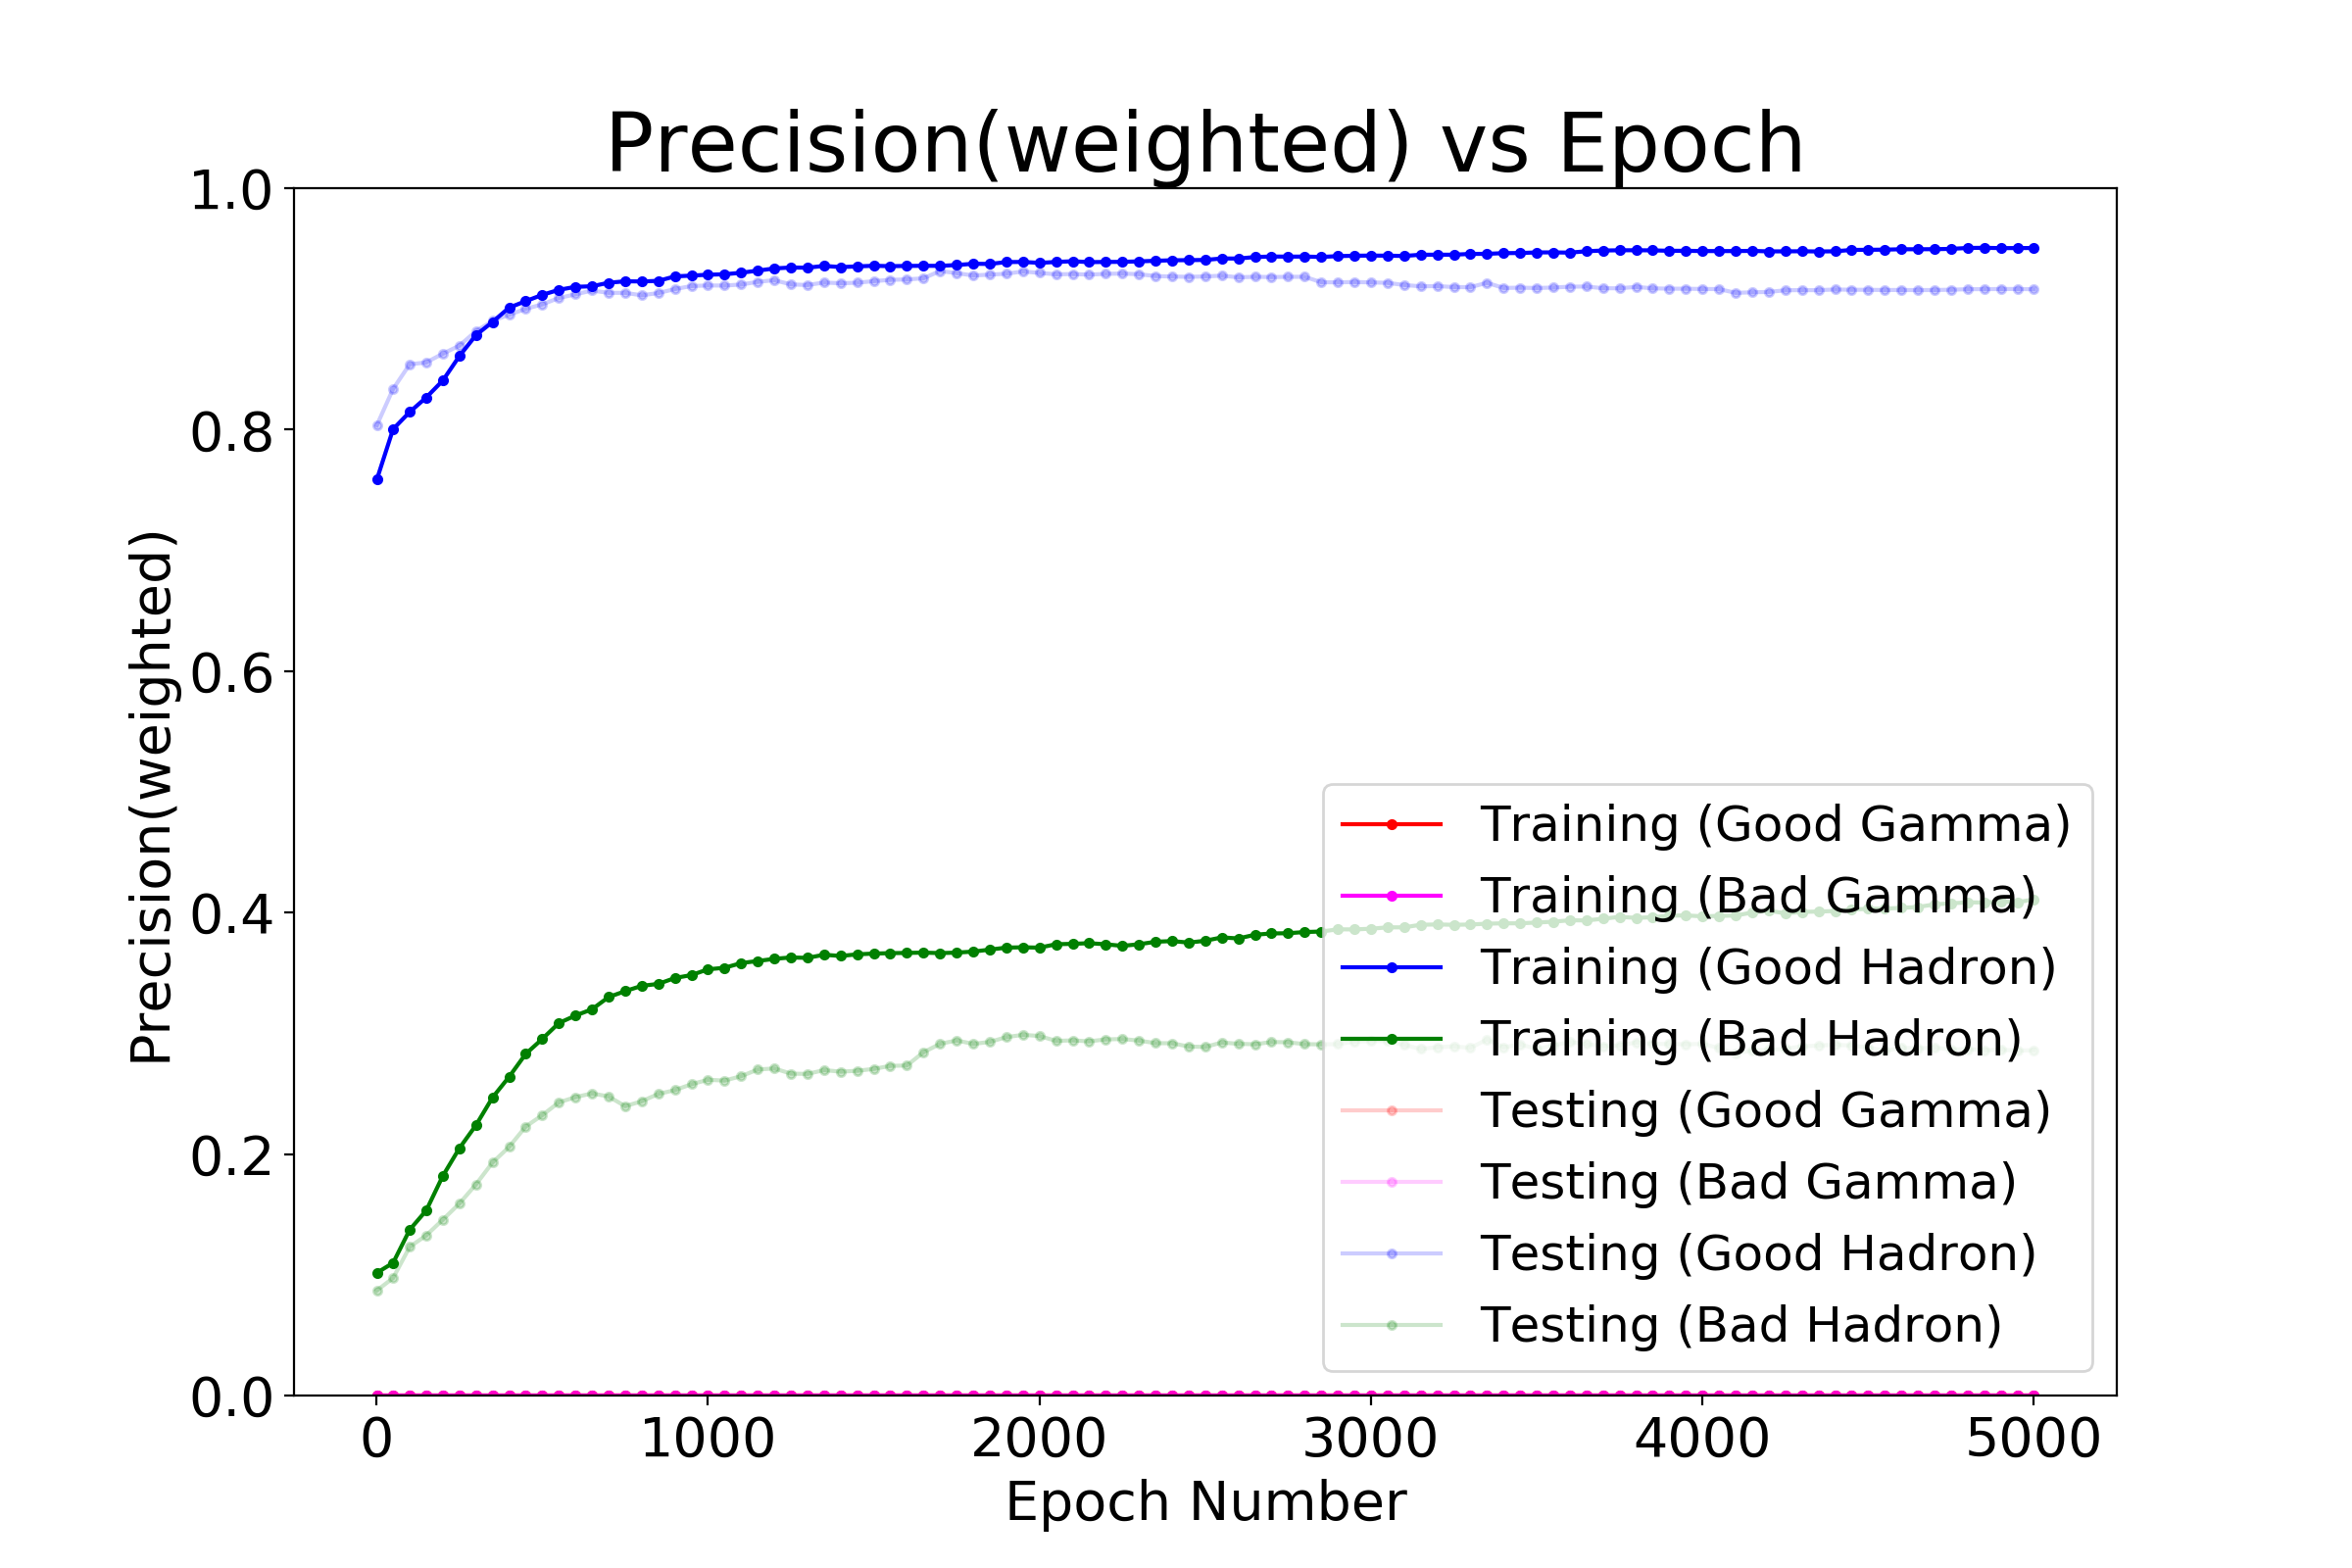 Precision(weighted) vs Epoch
Precision(weighted)
1.0
0.8
0.6
0.4
0.2
0.0
Training (Good Gamma)
Training (Bad Gamma)
Training (Good Hadron)
Training (Bad Hadron)
Testing (Good Gamma)
Testing (Bad Gamma)
Testing (Good Hadron)
Testing (Bad Hadron)
0 1000 2000 3000 4000 5000
Epoch Number